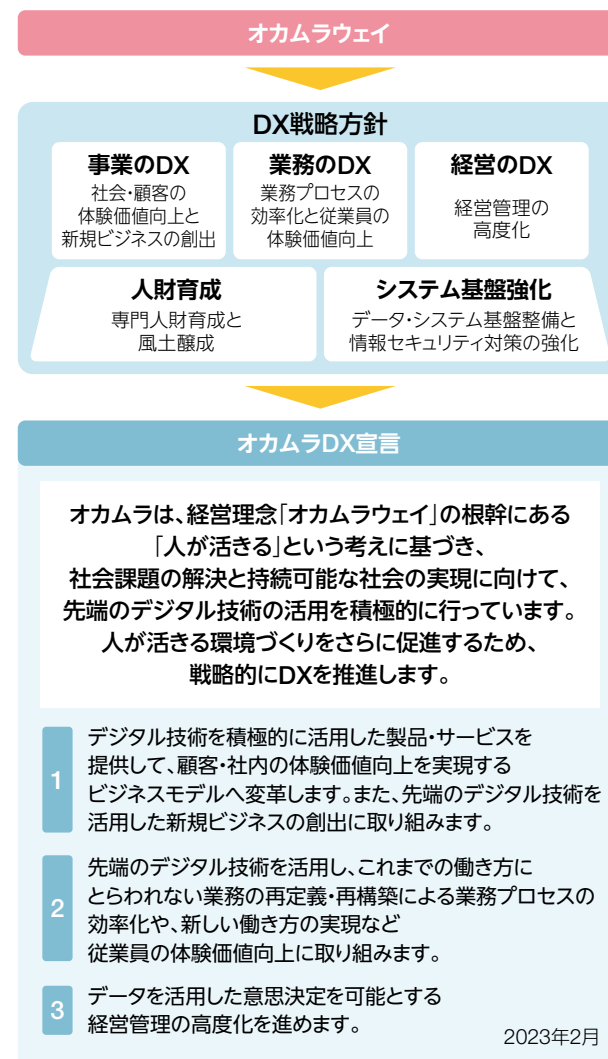 オカムラウェイ
DX戦略方針
事業のDX
社会・顧客の
体験価値向上と
新規ビジネスの創出
業務のDX
業務プロセスの
効率化と従業員の
体験価値向上
経営のDX
経営管理の
高度化
人財育成
専門人財育成と
風土醸成
システム基盤強化
データ・システム基盤整備と
情報セキュリティ対策の強化
オカムラDX宣言
オカムラは、経営理念「オカムラウェイ」の根幹にある
「人が活きる」という考えに基づき、
社会課題の解決と持続可能な社会の実現に向けて、
先端のデジタル技術の活用を積極的に行っています。
人が活きる環境づくりをさらに促進するため、
戦略的にDXを推進します。
1
デジタル技術を積極的に活用した製品・サービスを
提供して、顧客・社内の体験価値向上を実現する
ビジネスモデルへ変革します。また、先端のデジタル技術を
活用した新規ビジネスの創出に取り組みます。
2
先端のデジタル技術を活用し、これまでの働き方に
とらわれない業務の再定義・再構築による業務プロセスの
効率化や、新しい働き方の実現など
従業員の体験価値向上に取り組みます。
3
データを活用した意思決定を可能とする
経営管理の高度化を進めます。
2023年2月